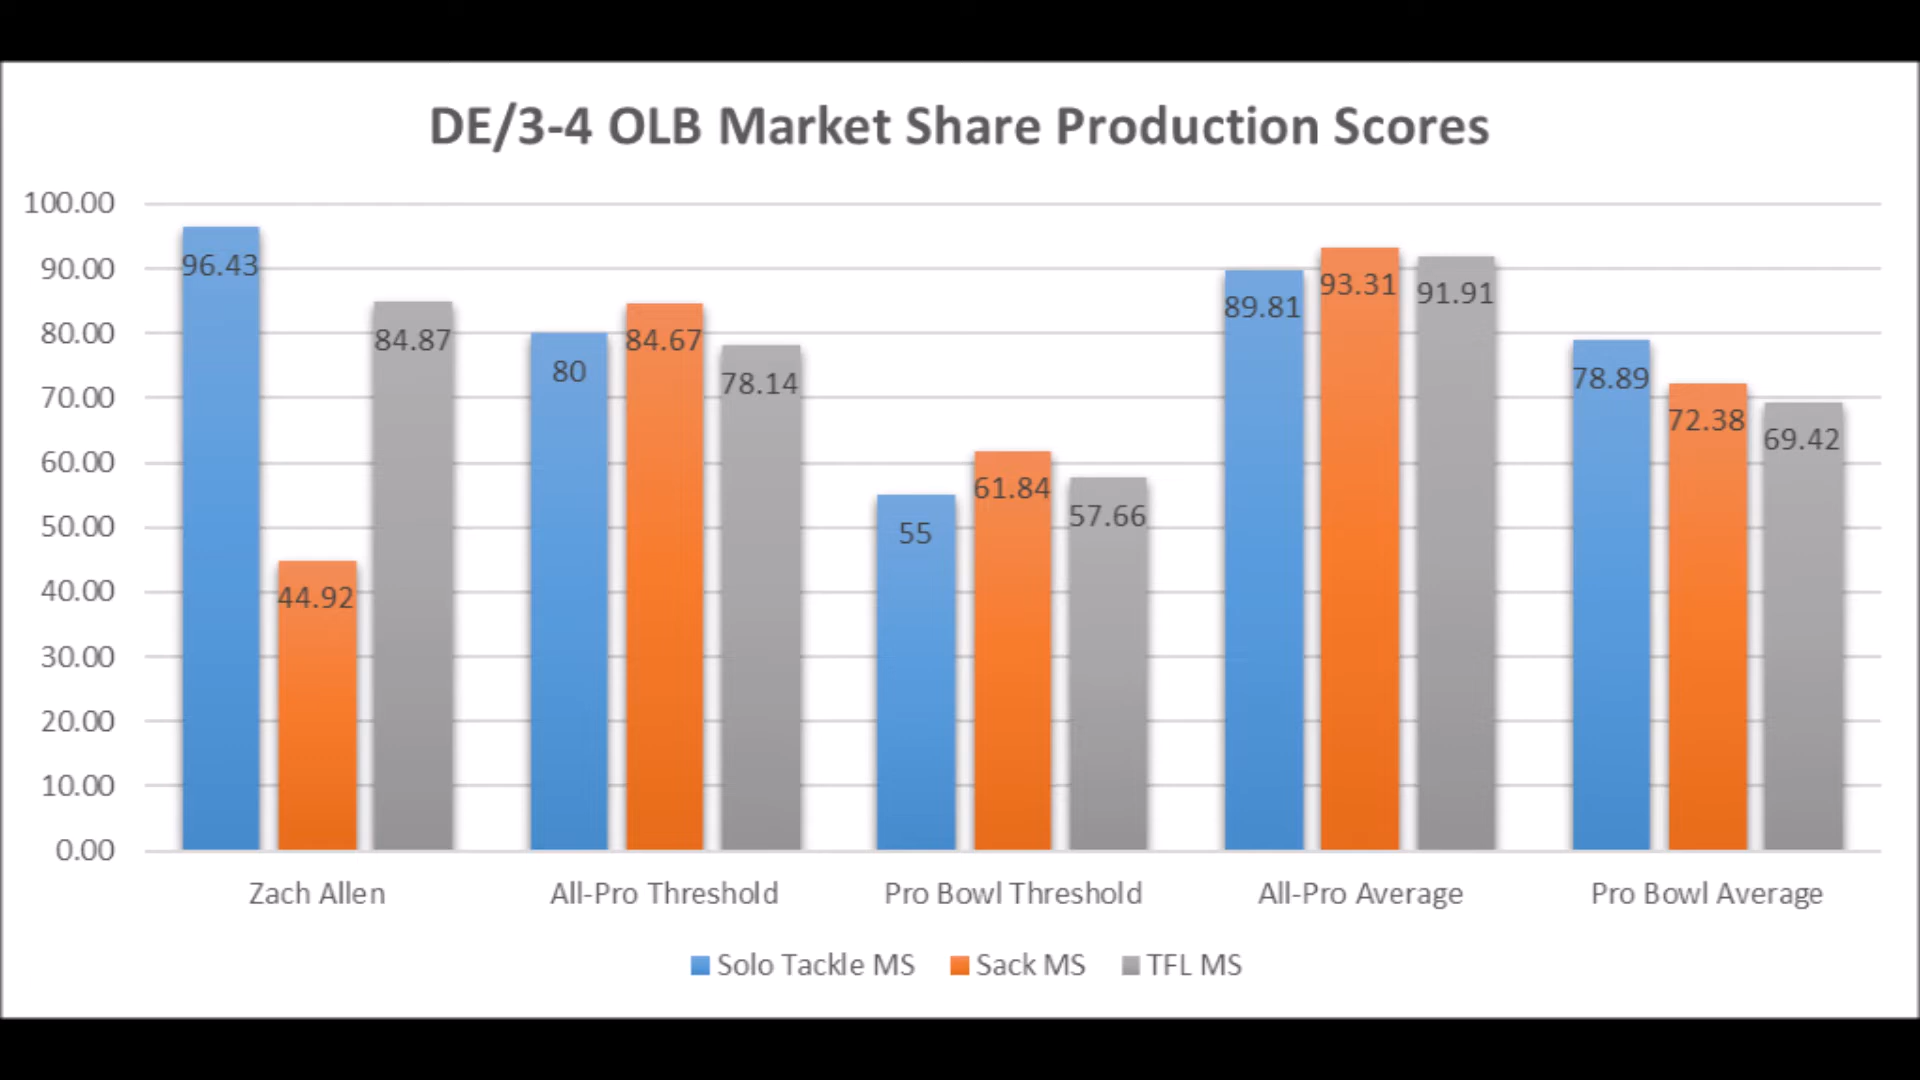 DE/3-4 OLB Market Share Production Scores
100.00
90.00
80.00
70.00
60.00
50.00
40.00
30.00
20.00
10.00
0.00
96.43
44.92
84.87
80
84.67
78.14
55
61.84
57.66
89.81
93.31
91.91
78.89
72.38
69.42
Zach Allen
All-Pro Threshold
Pro Bowl Threshold
All-Pro Average
Pro Bowl Average
Solo Tackle MS
Sack MS
TFL MS